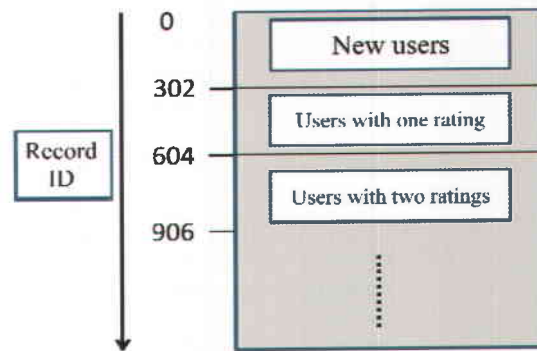 0
New users
302
Users with one rating
Record
ID
604
Users with two ratings
906